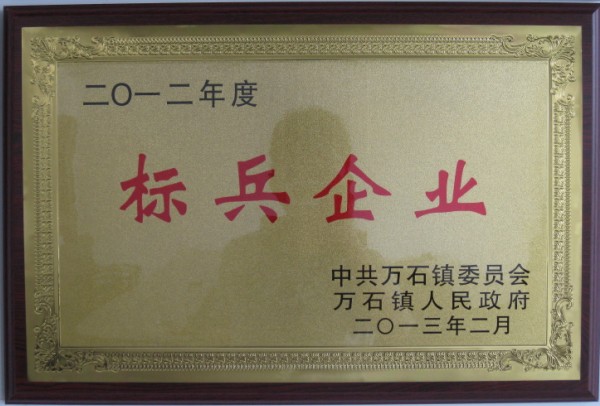 二〇一二年度
标兵企业
中共万石镇委员会
万石镇人民政府
二〇一三年二月